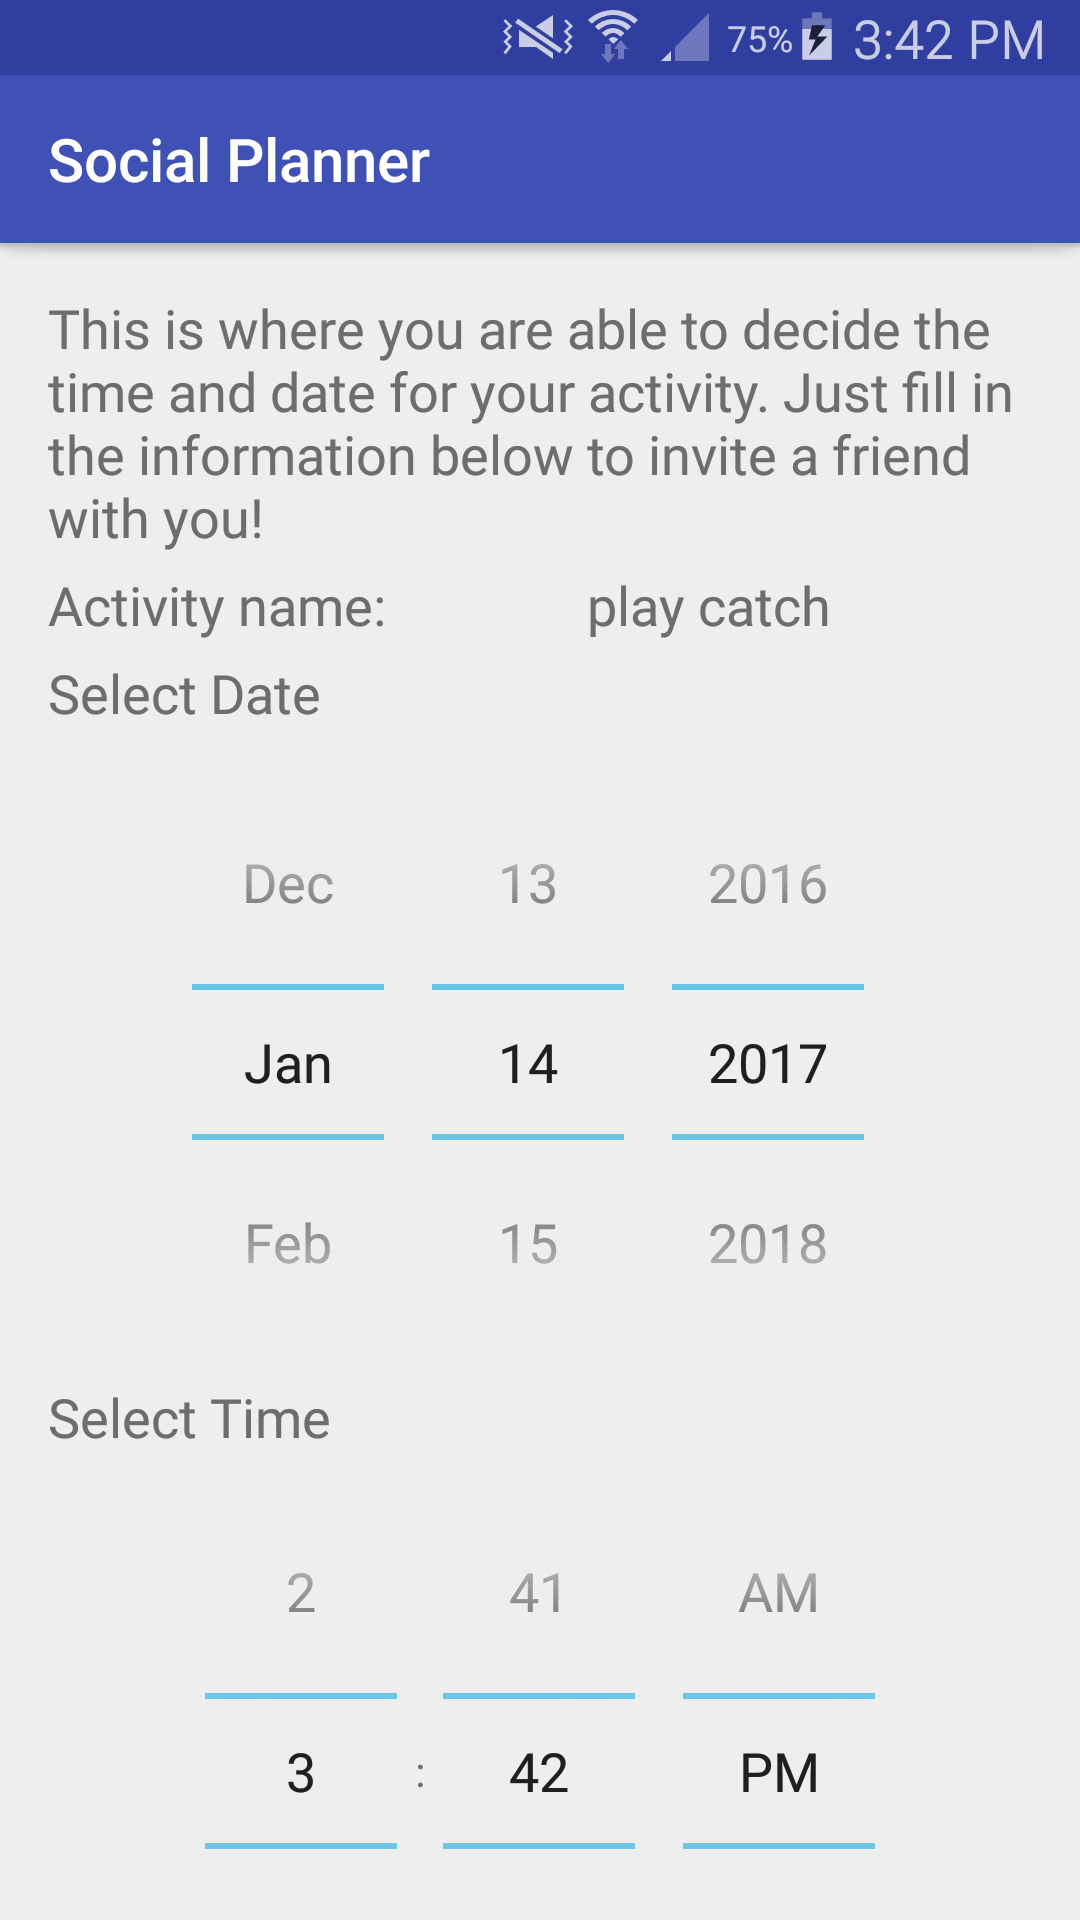 75% 3:42 PM
Social Planner
This is where you are able to decide the
time and date for your activity. Just fill in
the information below to invite a friend
with you!
Activity name: play catch
Select Date
Dec 13 2016
Jan 14 2017
Feb 15 2018
Select Time
2 41 AM
3 : 42 PM